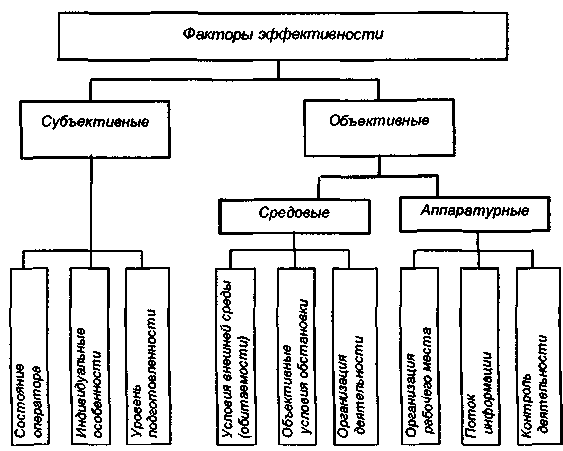 Факторы эффективности
Субъективные
Объективные
Средовые
Аппаратурные
Состояние
оператора
Индивидуальные
особенности
Уровень
подготовленности
Условия внешней среды
(обитаемости)
Объективные
условия обстановки
Организация
деятельности
Организация
рабочего места
Поток
информации
Контроль
деятельности